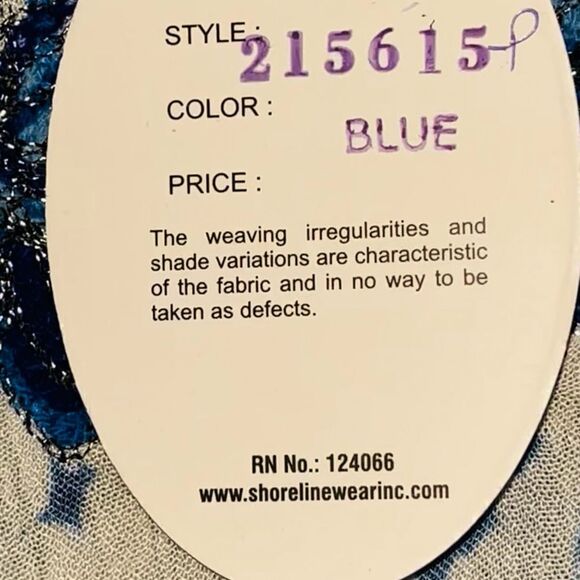 STYLE : 215615P
COLOR :
BLUE
PRICE :
The weaving irregularities and
shade variations are characteristic
of the fabric and in no way to be
taken as defects.
RN No.: 124066
www.shorelinewearinc.com